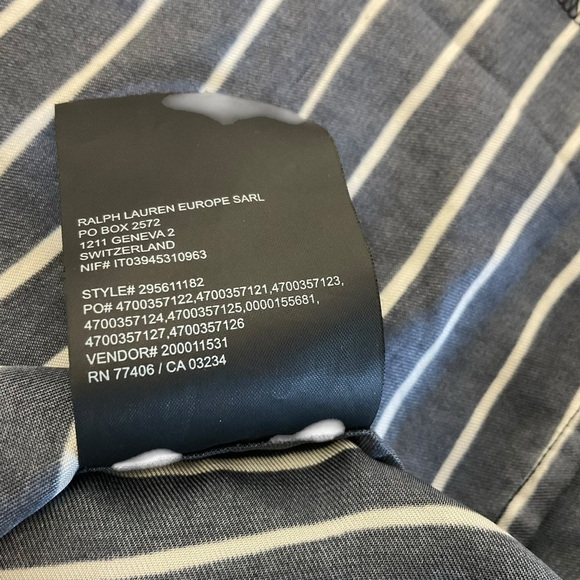 RALPH LAUREN EUROPE SARL
PO BOX 2572
1211 GENEVA 2
SWITZERLAND
NIF# IT03945310963
STYLE# 295611182
PO# 4700357122,4700357121,4700357123,
4700357124,4700357125,0000155681,
4700357127,4700357126
VENDOR# 200011531
RN 77406 / CA 03234